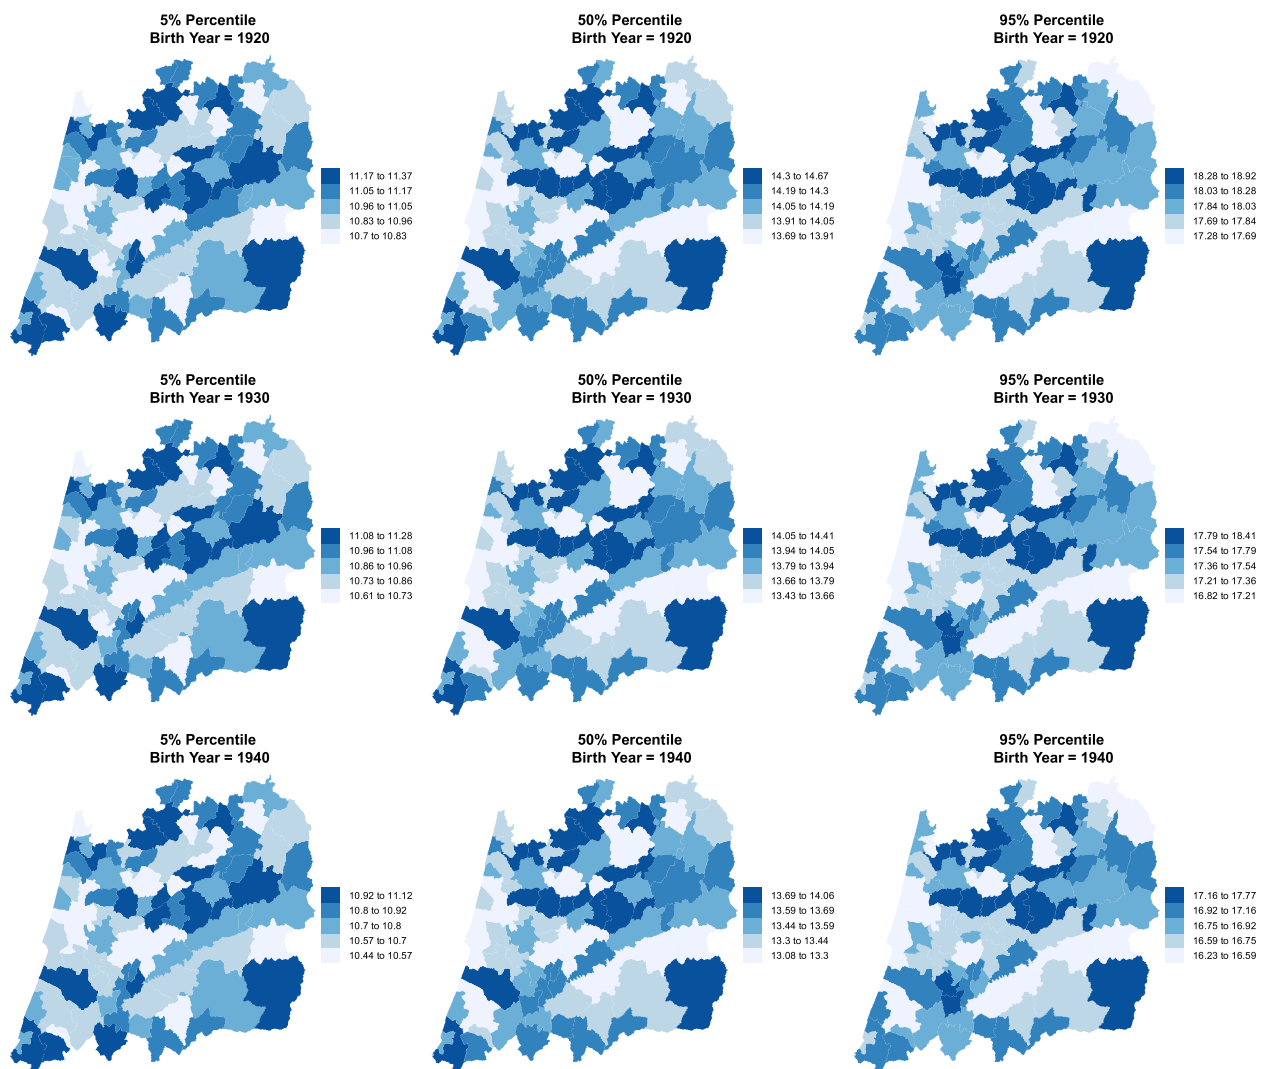 5% Percentile
Birth Year = 1920
11.17 to 11.37
11.05 to 11.17
10.96 to 11.05
10.83 to 10.96
10.7 to 10.83
50% Percentile
Birth Year = 1920
14.3 to 14.67
14.19 to 14.3
14.05 to 14.19
13.91 to 14.05
13.69 to 13.91
95% Percentile
Birth Year = 1920
18.28 to 18.92
18.03 to 18.28
17.84 to 18.03
17.69 to 17.84
17.28 to 17.69
5% Percentile
Birth Year = 1930
11.08 to 11.28
10.96 to 11.08
10.86 to 10.96
10.73 to 10.86
10.61 to 10.73
50% Percentile
Birth Year = 1930
14.05 to 14.41
13.94 to 14.05
13.79 to 13.94
13.66 to 13.79
13.43 to 13.66
95% Percentile
Birth Year = 1930
17.79 to 18.41
17.54 to 17.79
17.36 to 17.54
17.21 to 17.36
16.82 to 17.21
5% Percentile
Birth Year = 1940
10.92 to 11.12
10.8 to 10.92
10.7 to 10.8
10.57 to 10.7
10.44 to 10.57
50% Percentile
Birth Year = 1940
13.69 to 14.06
13.59 to 13.69
13.44 to 13.59
13.3 to 13.44
13.08 to 13.3
95% Percentile
Birth Year = 1940
17.16 to 17.77
16.92 to 17.16
16.75 to 16.92
16.59 to 16.75
16.23 to 16.59